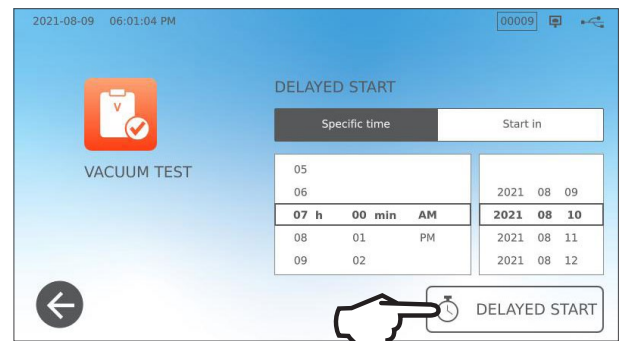 2021-08-09 06:01:04 PM 00009
DELAYED START
Specific time Start in
V
VACUUM TEST
05
06 2021 08 09
07 h 00 min AM 2021 08 10
08 01 PM 2021 08 11
09 02 2021 08 12
DELAYED START